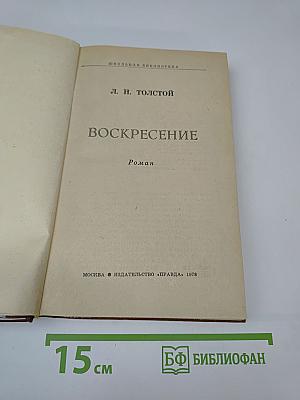 ШКОЛЬНАЯ БИБЛИОТЕКА
Л. Н. ТОЛСТОЙ
ВОСКРЕСЕНИЕ
Роман
МОСКВА ● ИЗДАТЕЛЬСТВО «ПРАВДА» 1978
15 см
БФ БИБЛИОФАН